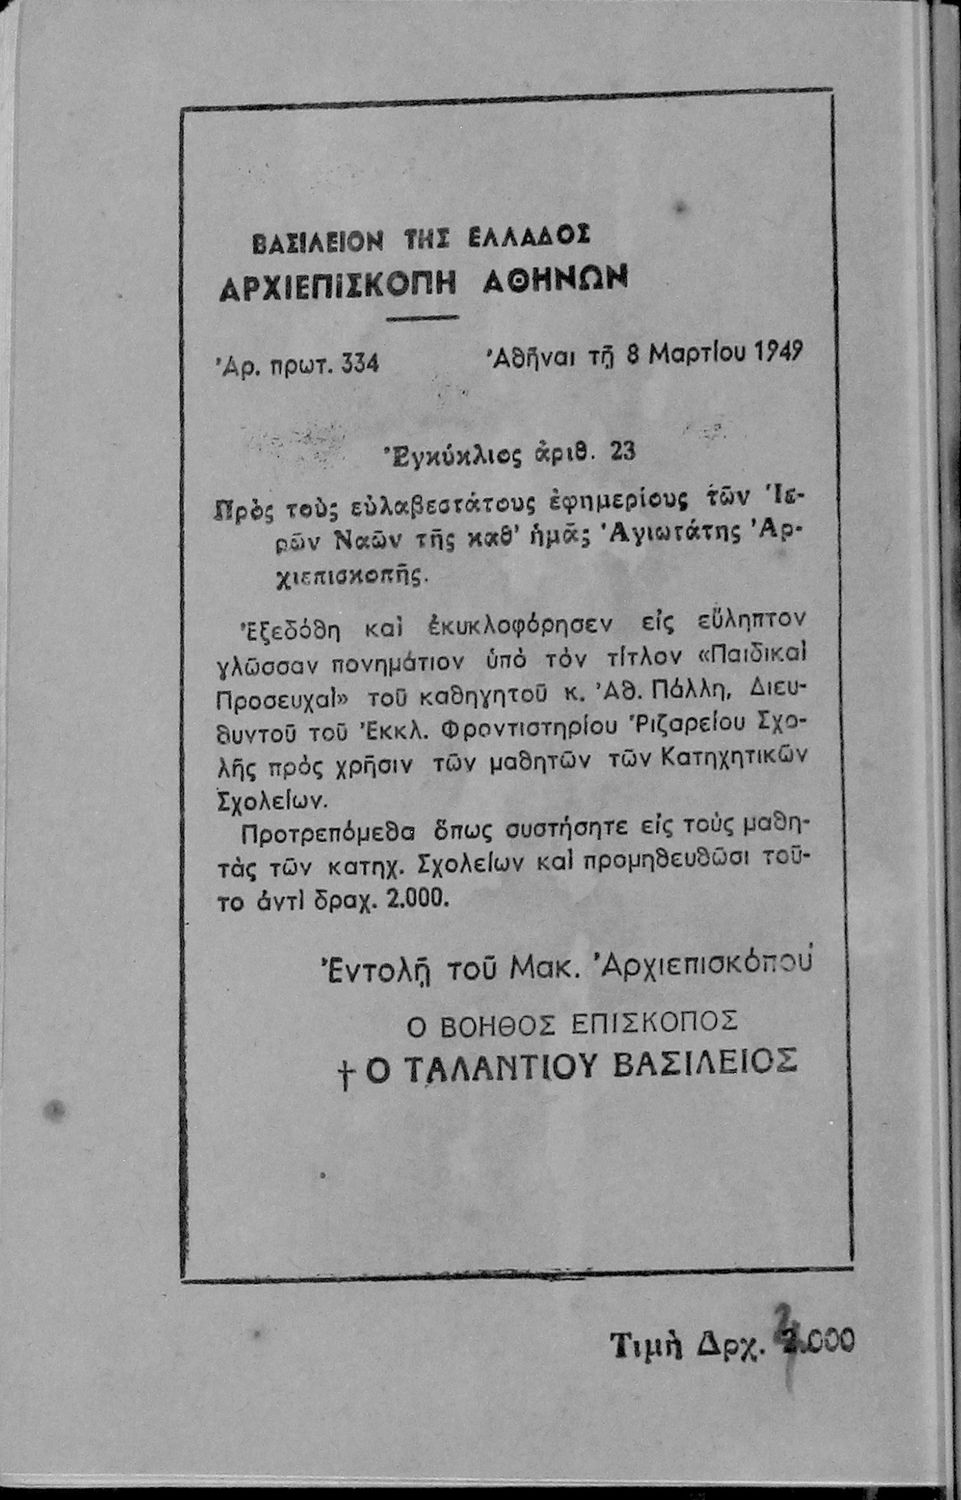 ΒΑΣΙΛΕΙΟΝ ΤΗΣ ΕΛΛΑΔΟΣ
ΑΡΧΙΕΠΙΣΚΟΠΗ ΑΘΗΝΩΝ
Ἀρ. πρωτ. 334 Ἀθῆναι τῇ 8 Μαρτίου 1949
Ἐγκύκλιος ἀριθ. 23
Πρὸς τοὺς εὐλαβεστάτους ἐφημερίους τῶν Ἱε-
ρῶν Ναῶν τῆς καθ' ἡμᾶς Ἁγιωτάτης Ἀρ-
χιεπισκοπῆς.
Ἐξεδόθη καὶ ἐκυκλοφόρησεν εἰς εὔληπτον
γλῶσσαν πονημάτιον ὑπὸ τὸν τίτλον «Παιδικαὶ
Προσευχαὶ» τοῦ καθηγητοῦ κ. Ἀθ. Πάλλη, Διευ-
θυντοῦ τοῦ Ἐκκλ. Φροντιστηρίου Ῥιζαρείου Σχο-
λῆς πρὸς χρῆσιν τῶν μαθητῶν τῶν Κατηχητικῶν
Σχολείων.
Προτρεπόμεθα ὅπως συστήσητε εἰς τοὺς μαθη-
τὰς τῶν κατηχ. Σχολείων καὶ προμηθευθῶσι τοῦ-
το ἀντὶ δραχ. 2.000.
Ἐντολῇ τοῦ Μακ. Ἀρχιεπισκόπου
Ο ΒΟΗΘΟΣ ΕΠΙΣΚΟΠΟΣ
† Ο ΤΑΛΑΝΤΙΟΥ ΒΑΣΙΛΕΙΟΣ
Τιμὴ Δρχ. 2.000